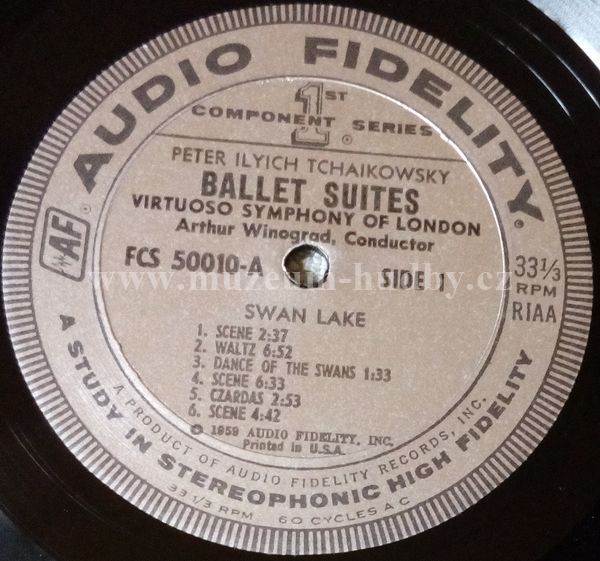 AUDIO FIDELITY®
AF
1ST
COMPONENT SERIES®
PETER ILYICH TCHAIKOWSKY
BALLET SUITES
VIRTUOSO SYMPHONY OF LONDON
Arthur Winograd, Conductor
FCS 50010-A
SIDE 1
33 1/3
RPM
RIAA
www.muzeum-hudby.cz
SWAN LAKE
1. SCENE 2:37
2. WALTZ 6:52
3. DANCE OF THE SWANS 1:33
4. SCENE 6:33
5. CZARDAS 2:53
6. SCENE 4:42
© 1959 AUDIO FIDELITY, INC.
Printed in U.S.A.
A PRODUCT OF AUDIO FIDELITY RECORDS, INC.
A STUDY IN STEREOPHONIC HIGH FIDELITY
33 1/3 RPM 60 CYCLES A C